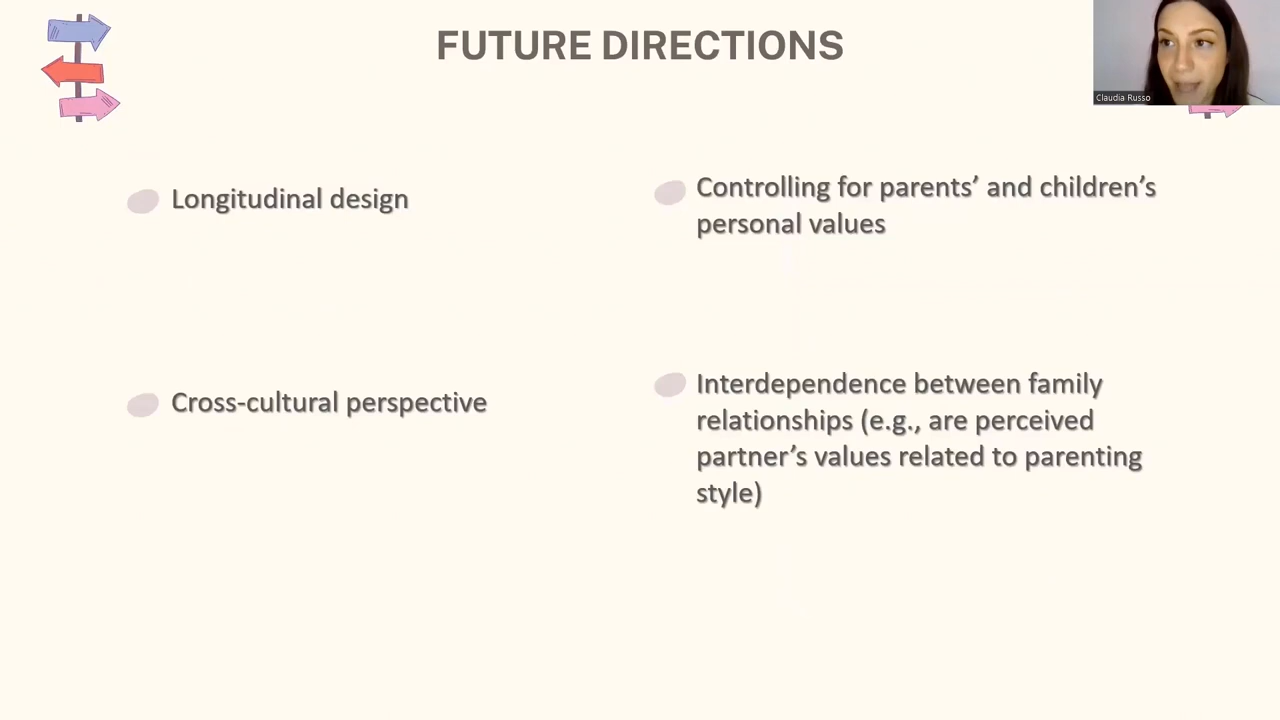 FUTURE DIRECTIONS
Claudia Russo
Longitudinal design
Controlling for parents’ and children’s
personal values
Cross-cultural perspective
Interdependence between family
relationships (e.g., are perceived
partner’s values related to parenting
style)